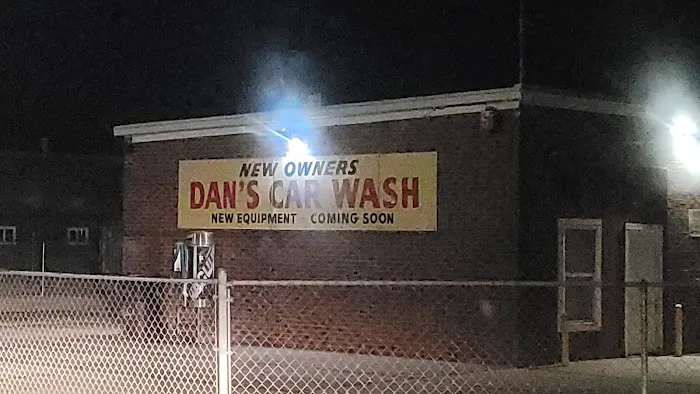 NEW OWNERS
DAN'S CAR WASH
NEW EQUIPMENT COMING SOON